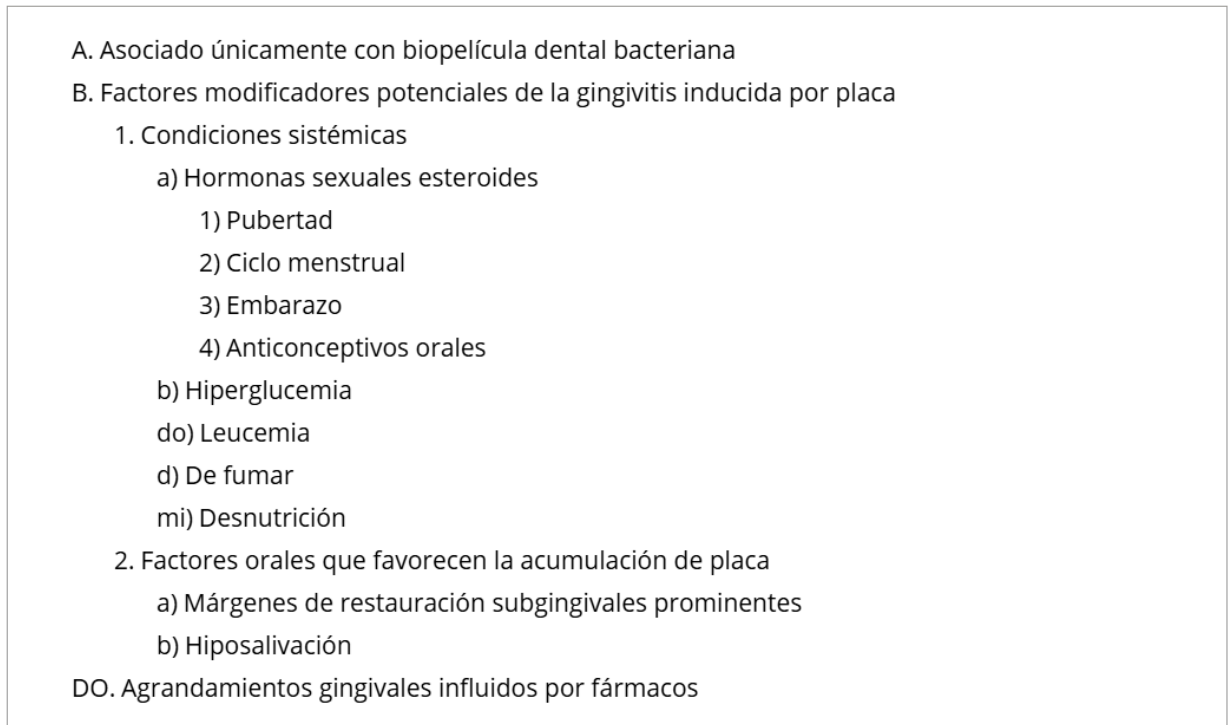 A. Asociado únicamente con biopelícula dental bacteriana
B. Factores modificadores potenciales de la gingivitis inducida por placa
1. Condiciones sistémicas
a) Hormonas sexuales esteroides
1) Pubertad
2) Ciclo menstrual
3) Embarazo
4) Anticonceptivos orales
b) Hiperglucemia
do) Leucemia
d) De fumar
mi) Desnutrición
2. Factores orales que favorecen la acumulación de placa
a) Márgenes de restauración subgingivales prominentes
b) Hiposalivación
DO. Agrandamientos gingivales influidos por fármacos